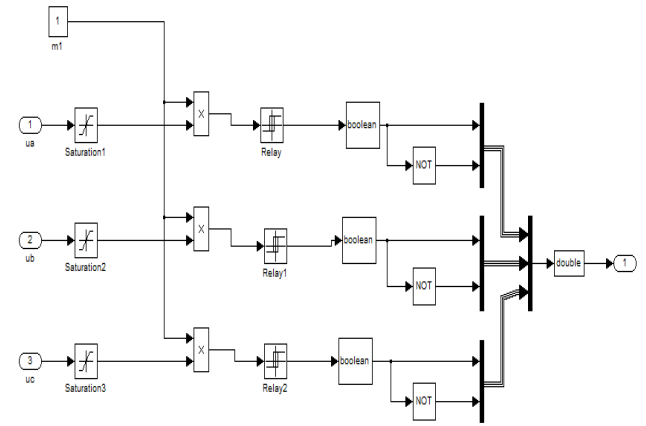 1
m1
1
ua
Saturation1
X
Relay
boolean
NOT
2
ub
Saturation2
X
Relay1
boolean
NOT
double
1
3
uc
Saturation3
X
Relay2
boolean
NOT